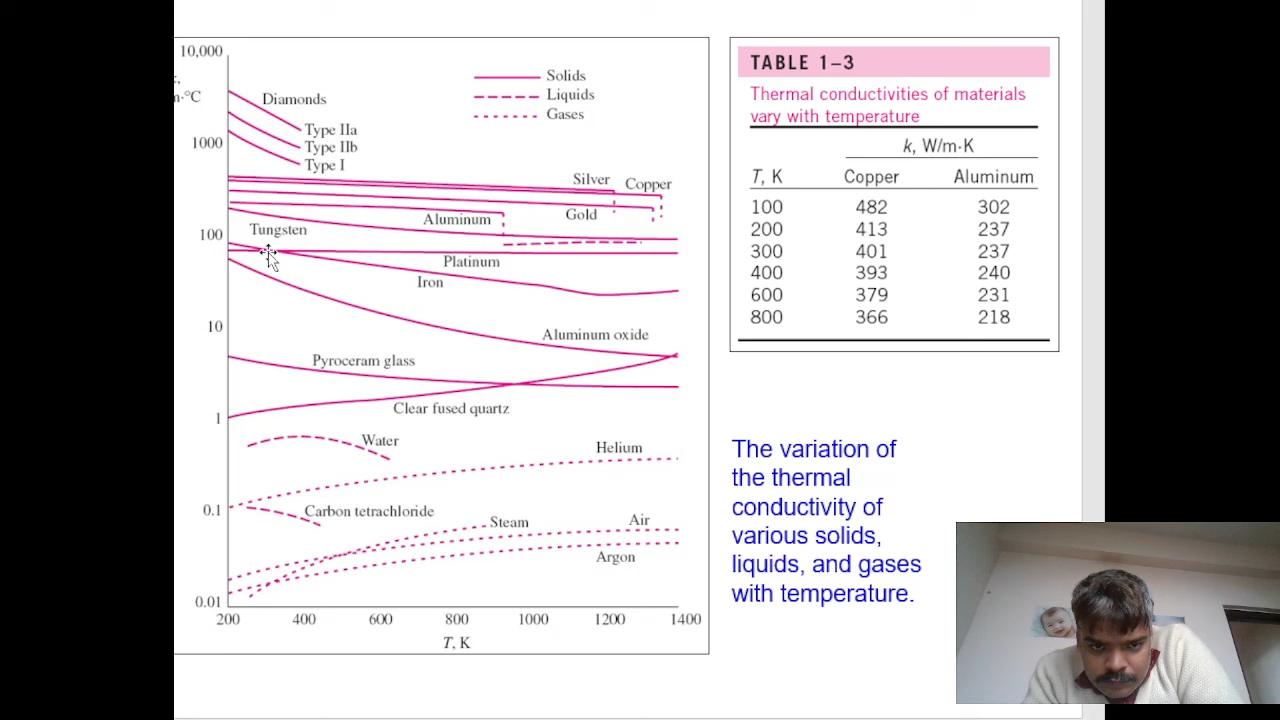 10,000
m·°C
Solids
Liquids
Gases
Diamonds
Type IIa
Type IIb
Type I
1000
Silver
Copper
Gold
Aluminum
100
Tungsten
Platinum
Iron
10
Aluminum oxide
Pyroceram glass
Clear fused quartz
1
Water
Helium
0.1
Carbon tetrachloride
Steam
Air
Argon
0.01
200 400 600 800 1000 1200 1400
T, K
TABLE 1–3
Thermal conductivities of materials
vary with temperature
k, W/m·K
T, K Copper Aluminum
100 482 302
200 413 237
300 401 237
400 393 240
600 379 231
800 366 218
The variation of
the thermal
conductivity of
various solids,
liquids, and gases
with temperature.